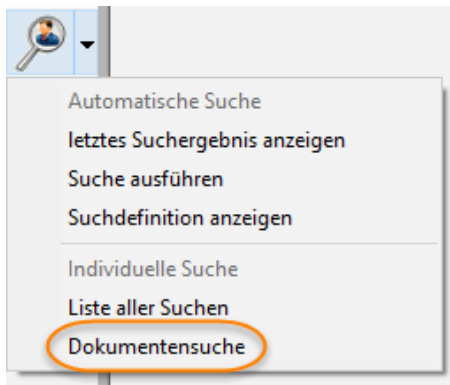 Automatische Suche
letztes Suchergebnis anzeigen
Suche ausführen
Suchdefinition anzeigen
Individuelle Suche
Liste aller Suchen
Dokumentensuche